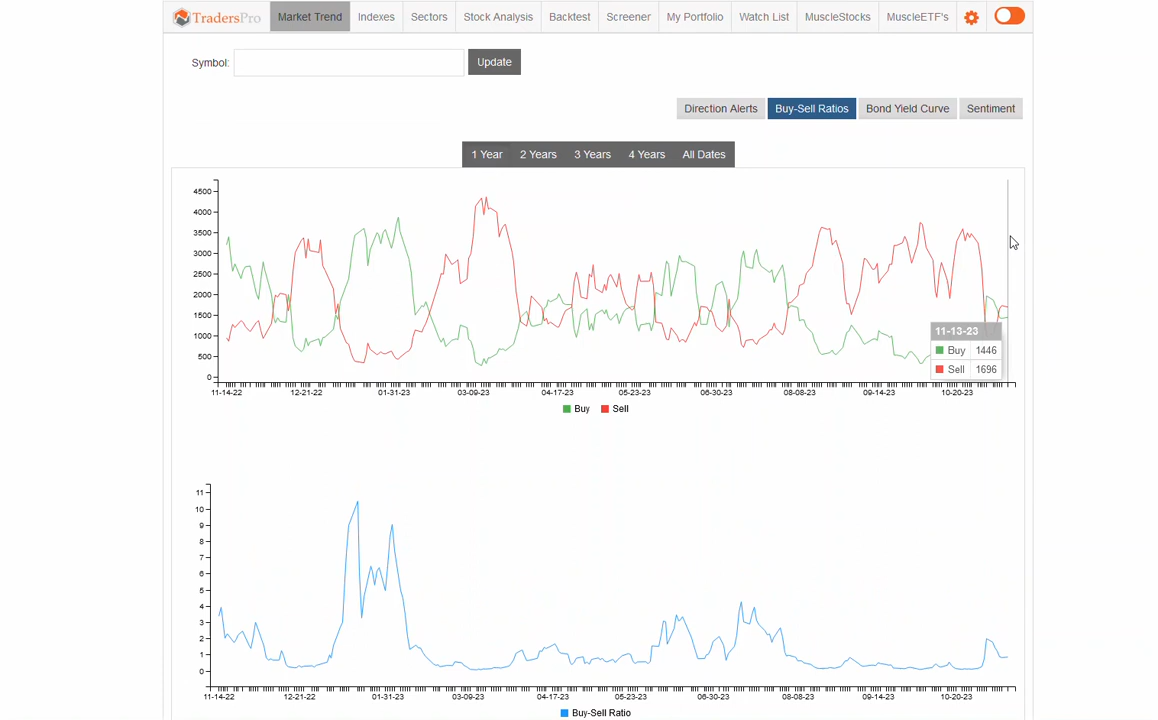 TradersPro Market Trend Indexes Sectors Stock Analysis Backtest Screener My Portfolio Watch List MuscleStocks MuscleETF's
Symbol: Update
Direction Alerts Buy-Sell Ratios Bond Yield Curve Sentiment
1 Year 2 Years 3 Years 4 Years All Dates
4500
4000
3500
3000
2500
2000
1500
1000
500
0
11-13-23
Buy 1446
Sell 1696
11-14-22 12-21-22 01-31-23 03-09-23 04-17-23 05-23-23 06-30-23 08-08-23 09-14-23 10-20-23
Buy Sell
11
10
9
8
7
6
5
4
3
2
1
0
11-14-22 12-21-22 01-31-23 03-09-23 04-17-23 05-23-23 06-30-23 08-08-23 09-14-23 10-20-23
Buy-Sell Ratio